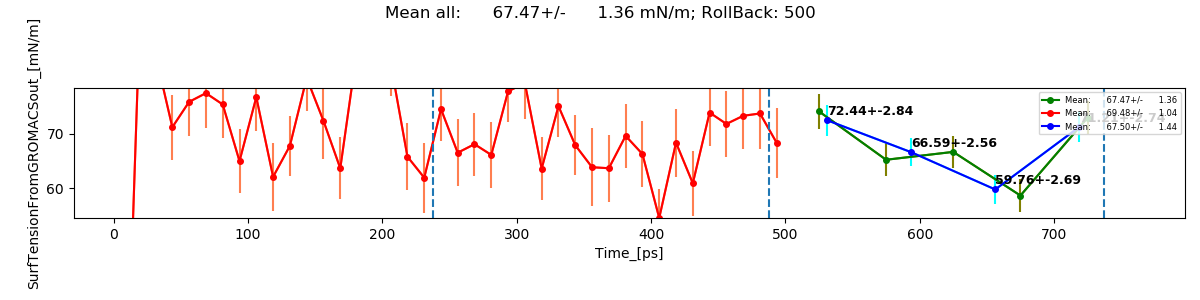 Mean all: 67.47+/- 1.36 mN/m; RollBack: 500
SurfTensionFromGROMACSout_[mN/m]
70
60
72.44+-2.84
66.59+-2.56
59.76+-2.69
Mean: 67.47+/- 1.36
Mean: 69.48+/- 1.04
Mean: 67.50+/- 1.44
0 100 200 300 400 500 600 700
Time_[ps]